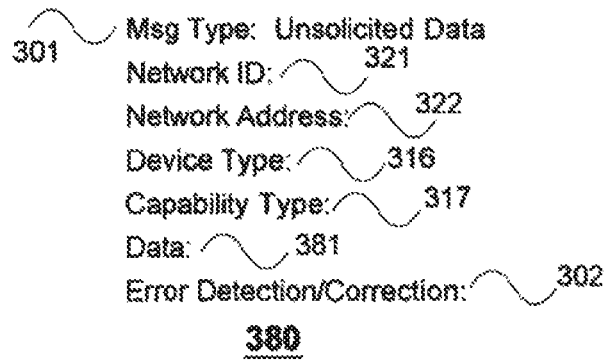 301 Msg Type: Unsolicited Data
Network ID: 321
Network Address: 322
Device Type: 316
Capability Type: 317
Data: 381
Error Detection/Correction: 302
380